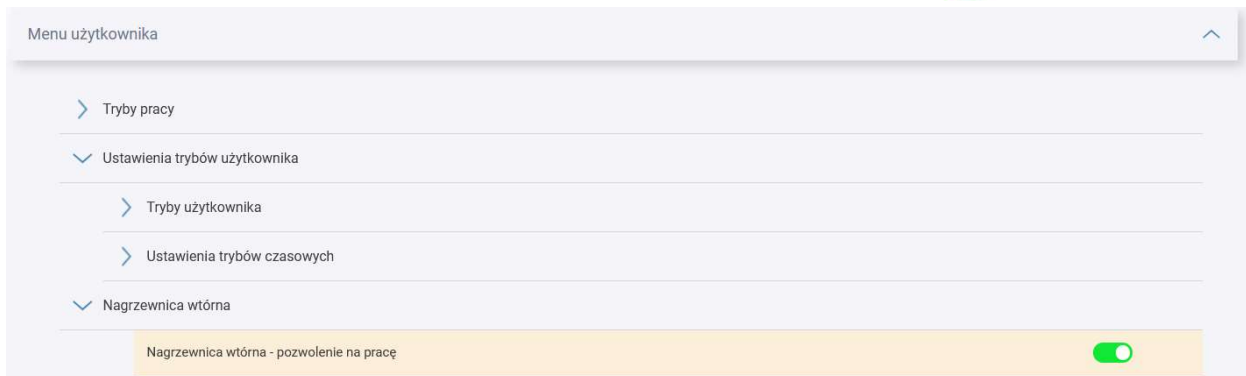 Menu użytkownika
Tryby pracy
Ustawienia trybów użytkownika
Tryby użytkownika
Ustawienia trybów czasowych
Nagrzewnica wtórna
Nagrzewnica wtórna - pozwolenie na pracę